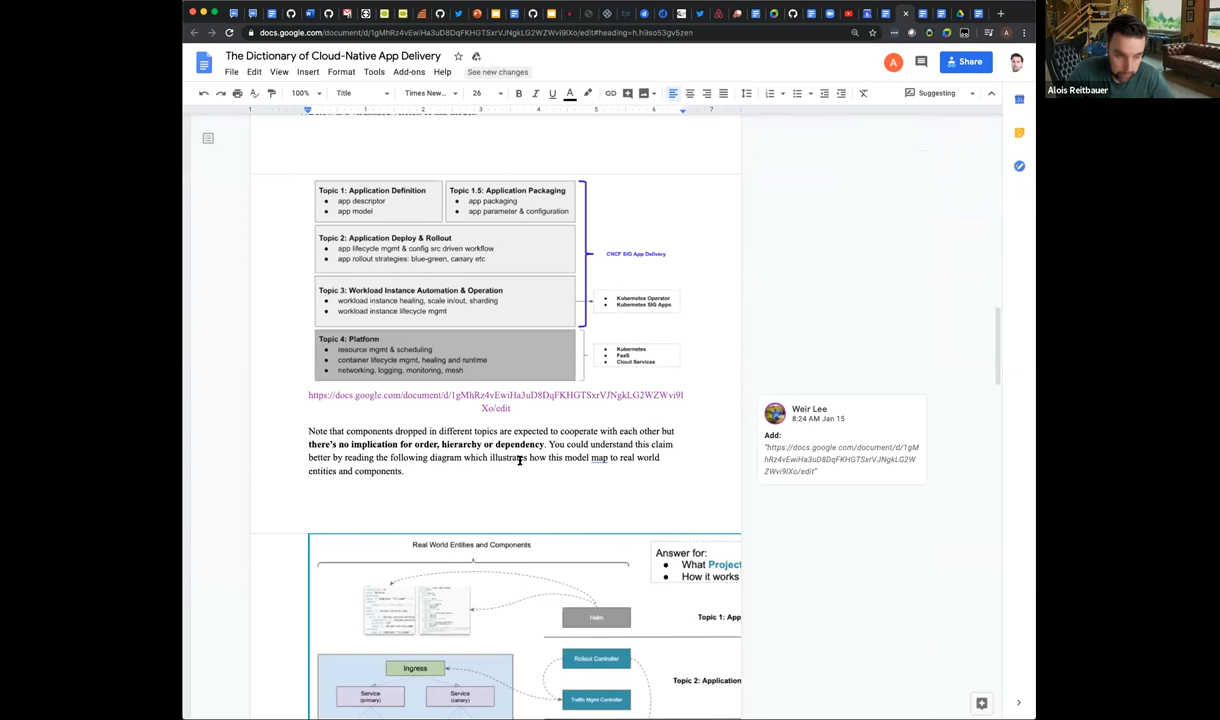 docs.google.com/document/d/1gMhRz4vEwiHa3uD8DqFKHGTSxrVJNgkLG2WZWvi9lXo/edit#heading=h.h9so53gv5zen
The Dictionary of Cloud-Native App Delivery
File Edit View Insert Format Tools Add-ons Help See new changes
A Share
100% Title Times New... 26 B I U A Suggesting
1 1 2 3 4 5 6 7
Topic 1: Application Definition
app descriptor
app model
Topic 1.5: Application Packaging
app packaging
app parameter & configuration
Topic 2: Application Deploy & Rollout
app lifecycle mgmt & config src driven workflow
app rollout strategies: blue-green, canary etc
CNCF SIG App Delivery
Topic 3: Workload Instance Automation & Operation
workload instance healing, scale in/out, sharding
workload instance lifecycle mgmt
Kubernetes Operator
Kubernetes SIG Apps
Topic 4: Platform
resource mgmt & scheduling
container lifecycle mgmt, healing and runtime
networking, logging, monitoring, mesh
Kubernetes
FaaS
Cloud Services
https://docs.google.com/document/d/1gMhRz4vEwiHa3uD8DqFKHGTSxrVJNgkLG2WZWvi9l
Xo/edit
Note that components dropped in different topics are expected to cooperate with each other but
there's no implication for order, hierarchy or dependency. You could understand this claim
better by reading the following diagram which illustrates how this model map to real world
entities and components.
Weir Lee
8:24 AM Jan 15
Add:
"https://docs.google.com/document/d/1gM
hRz4vEwiHa3uD8DqFKHGTSxrVJNgkLG2W
ZWvi9lXo/edit"
Real World Entities and Components
Answer for:
What Project
How it works
Helm
Topic 1: App
Rollout Controller
Ingress
Topic 2: Application
Service
(primary)
Service
(canary)
Traffic Mgmt Controller
Alois Reitbauer